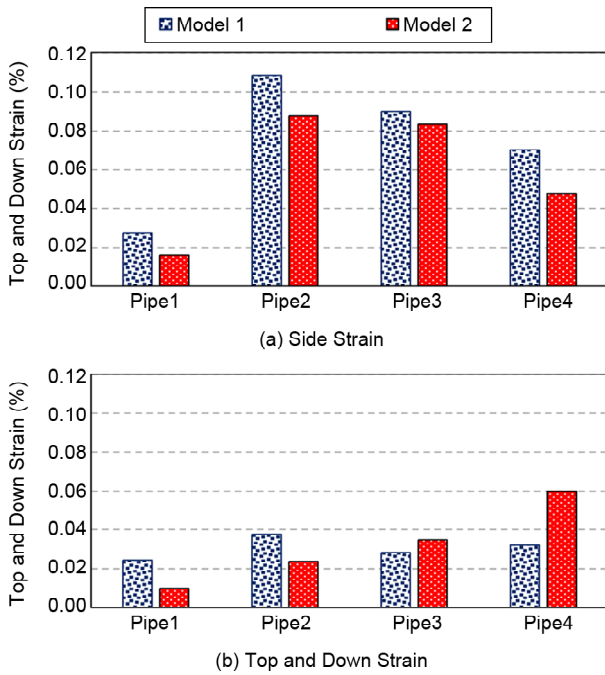 Model 1 Model 2
Top and Down Strain (%)
0.12
0.10
0.08
0.06
0.04
0.02
0.00
Pipe1 Pipe2 Pipe3 Pipe4
(a) Side Strain
Top and Down Strain (%)
0.12
0.10
0.08
0.06
0.04
0.02
0.00
Pipe1 Pipe2 Pipe3 Pipe4
(b) Top and Down Strain